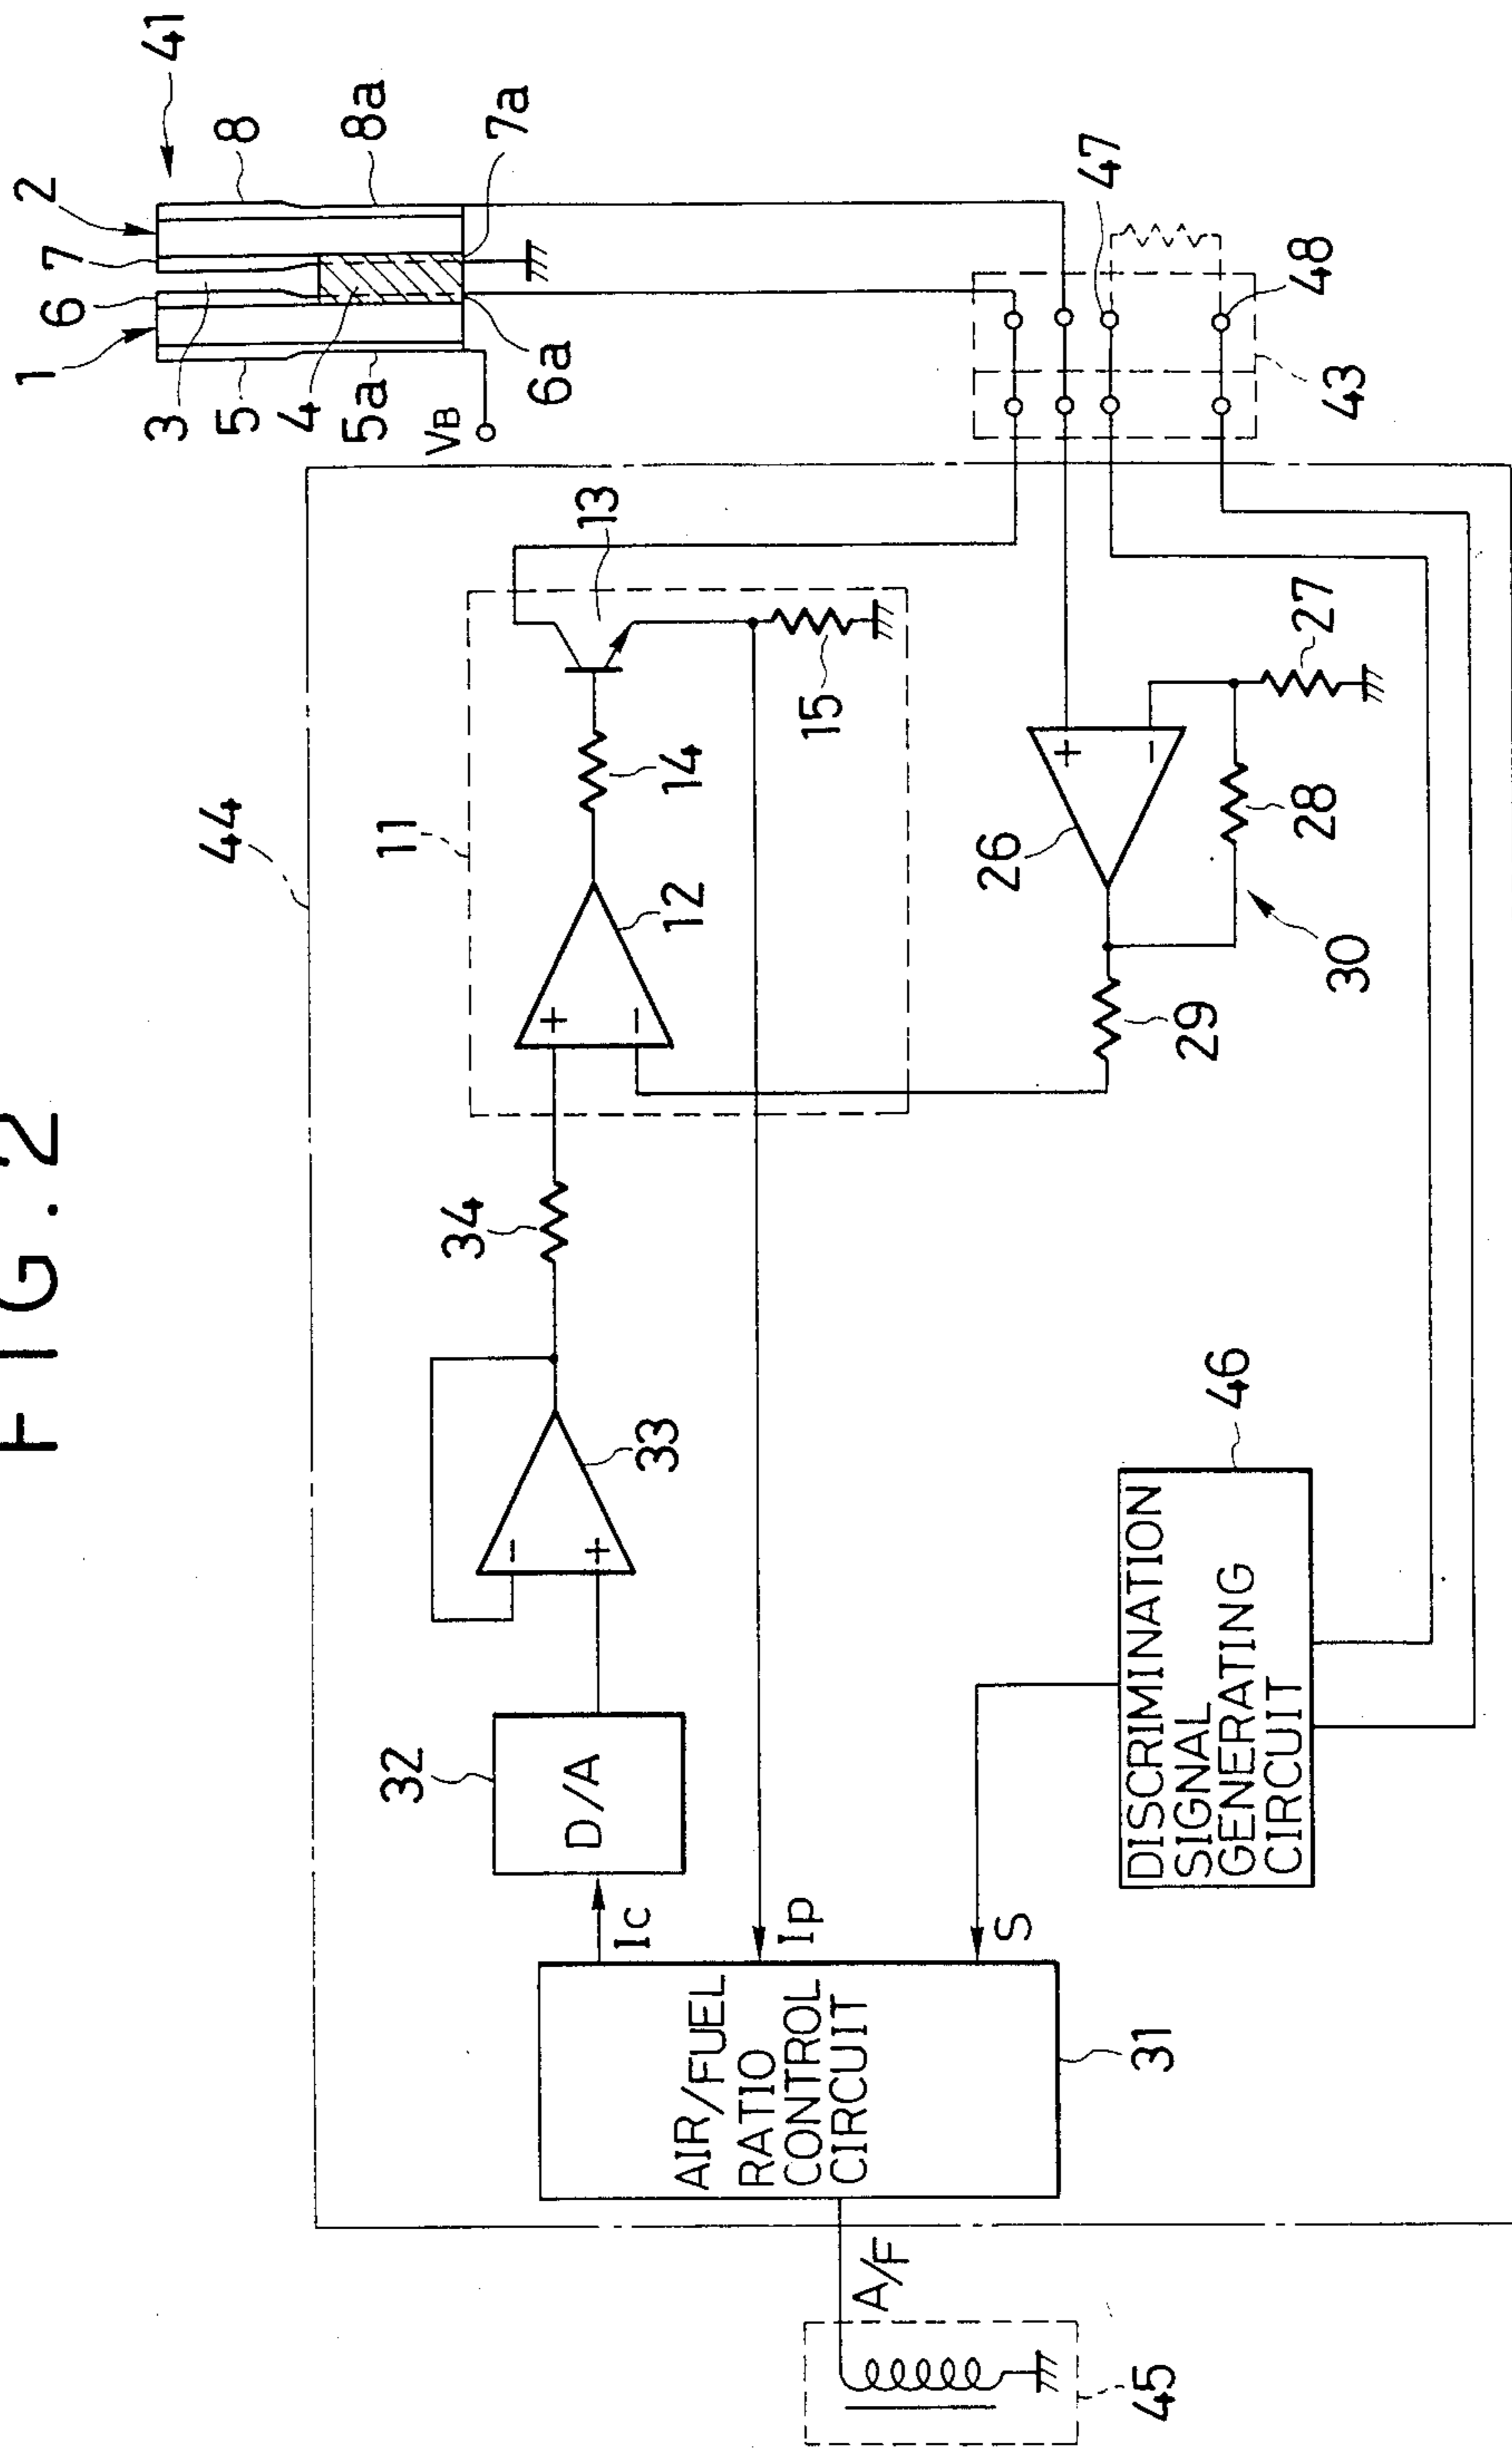 FIG. 2
44
32
D/A
Ic
33
34
11
12
14
13
15
AIR/FUEL
RATIO
CONTROL
CIRCUIT
31
Ip
S
A/F
45
DISCRIMINATION
SIGNAL
GENERATING
CIRCUIT
46
26
27
28
29
30
1
2
3
4
5
5a
6
6a
7
7a
8
8a
41
VB
43
47
48
+
-
+
-
+
-